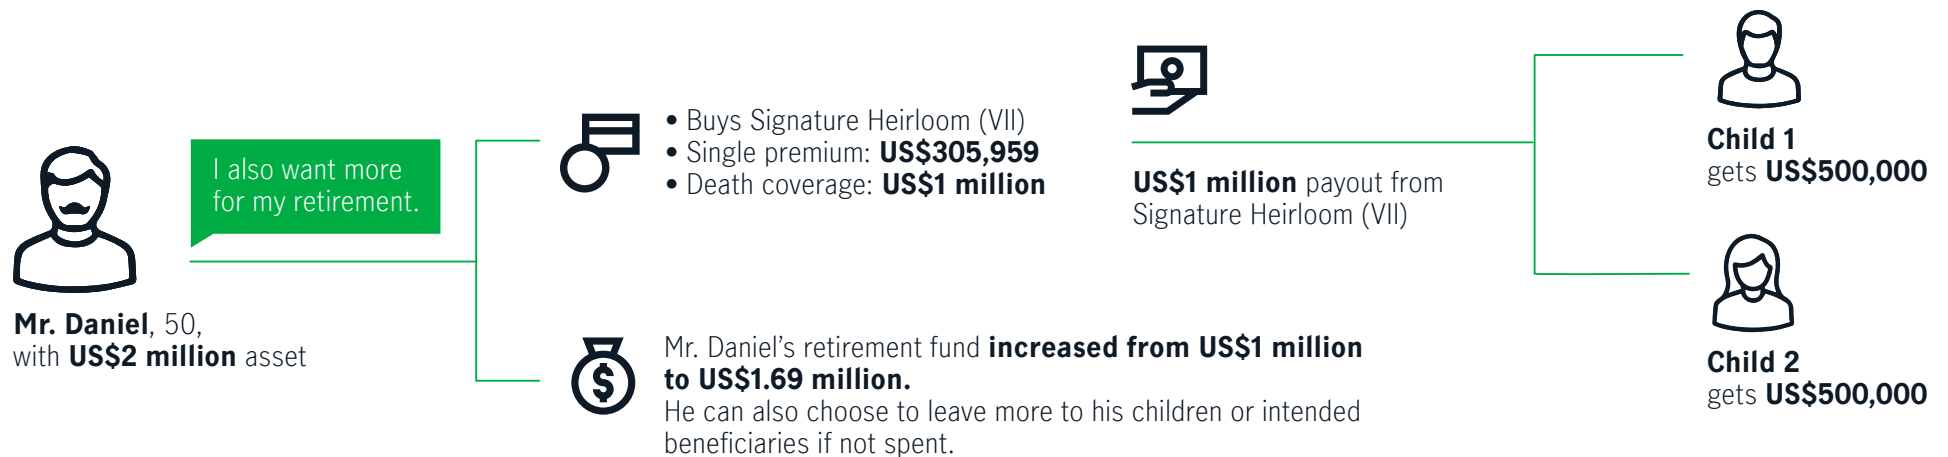 I also want more
for my retirement.
Mr. Daniel, 50,
with US$2 million asset
• Buys Signature Heirloom (VII)
• Single premium: US$305,959
• Death coverage: US$1 million
$
Mr. Daniel’s retirement fund increased from US$1 million
to US$1.69 million.
He can also choose to leave more to his children or intended
beneficiaries if not spent.
US$1 million payout from
Signature Heirloom (VII)
Child 1
gets US$500,000
Child 2
gets US$500,000